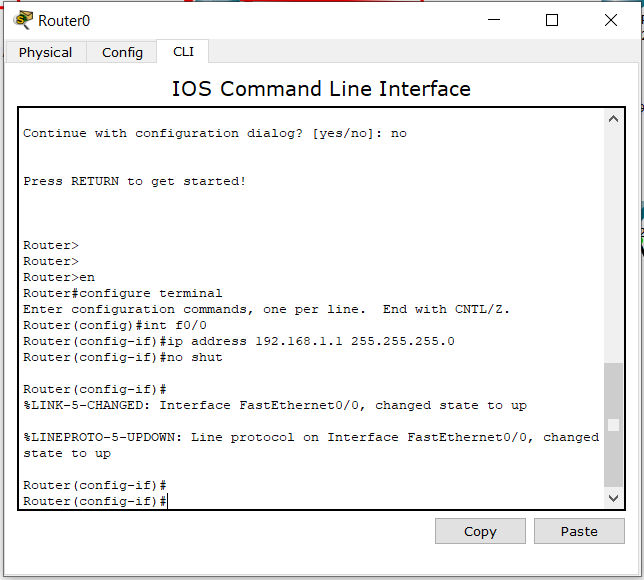 Router0
Physical Config CLI
IOS Command Line Interface
Continue with configuration dialog? [yes/no]: no
Press RETURN to get started!
Router>
Router>
Router>en
Router#configure terminal
Enter configuration commands, one per line.  End with CNTL/Z.
Router(config)#int f0/0
Router(config-if)#ip address 192.168.1.1 255.255.255.0
Router(config-if)#no shut
Router(config-if)#
%LINK-5-CHANGED: Interface FastEthernet0/0, changed state to up
%LINEPROTO-5-UPDOWN: Line protocol on Interface FastEthernet0/0, changed
state to up
Router(config-if)#
Router(config-if)#
Copy Paste